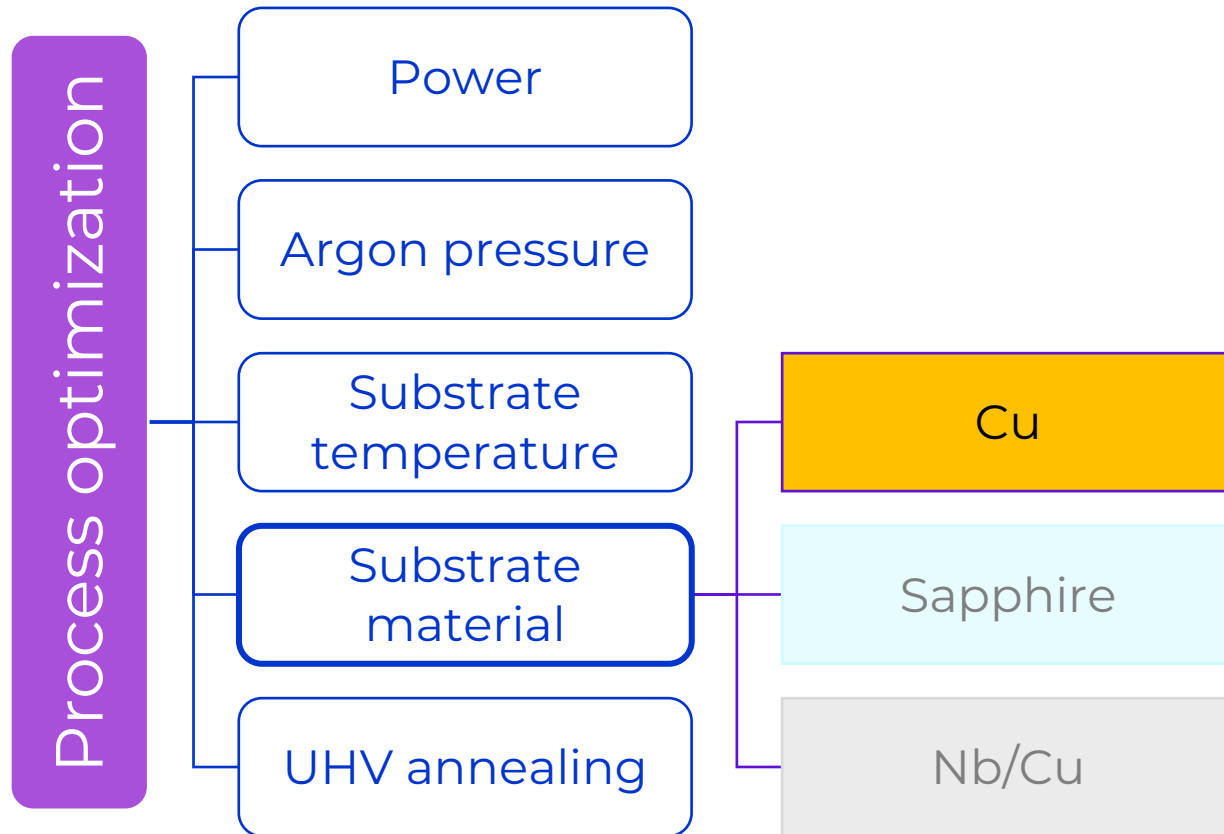 Process optimization
Power
Argon pressure
Substrate
temperature
Substrate
material
UHV annealing
Cu
Sapphire
Nb/Cu